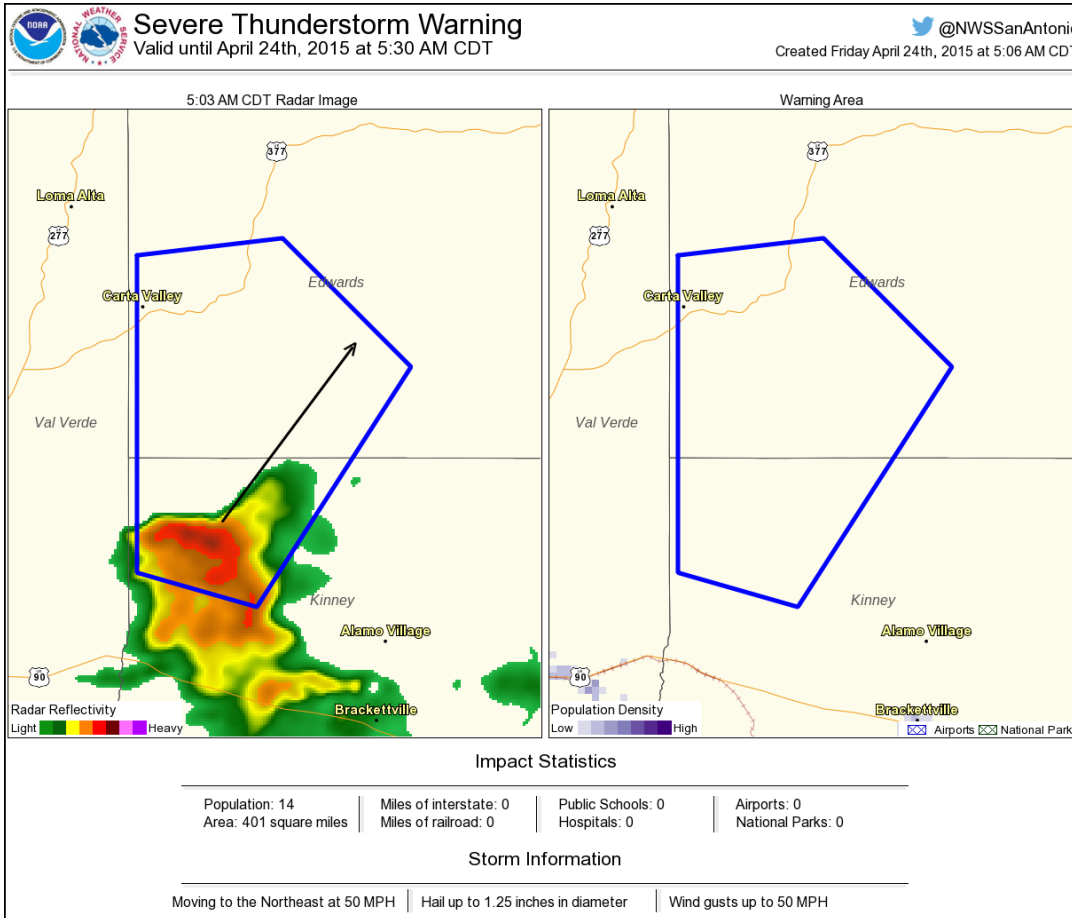 Severe Thunderstorm Warning
Valid until April 24th, 2015 at 5:30 AM CDT
@NWSSanAntonio
Created Friday April 24th, 2015 at 5:06 AM CDT
NOAA
NATIONAL WEATHER SERVICE
5:03 AM CDT Radar Image
377
Loma Alta
277
Edwards
Carta Valley
Val Verde
Kinney
Alamo Village
90
Brackettville
Radar Reflectivity
Light Heavy
Warning Area
377
Loma Alta
277
Edwards
Carta Valley
Val Verde
Kinney
Alamo Village
90
Brackettville
Population Density
Low High
Airports National Park
Impact Statistics
Population: 14
Area: 401 square miles
Miles of interstate: 0
Miles of railroad: 0
Public Schools: 0
Hospitals: 0
Airports: 0
National Parks: 0
Storm Information
Moving to the Northeast at 50 MPH
Hail up to 1.25 inches in diameter
Wind gusts up to 50 MPH